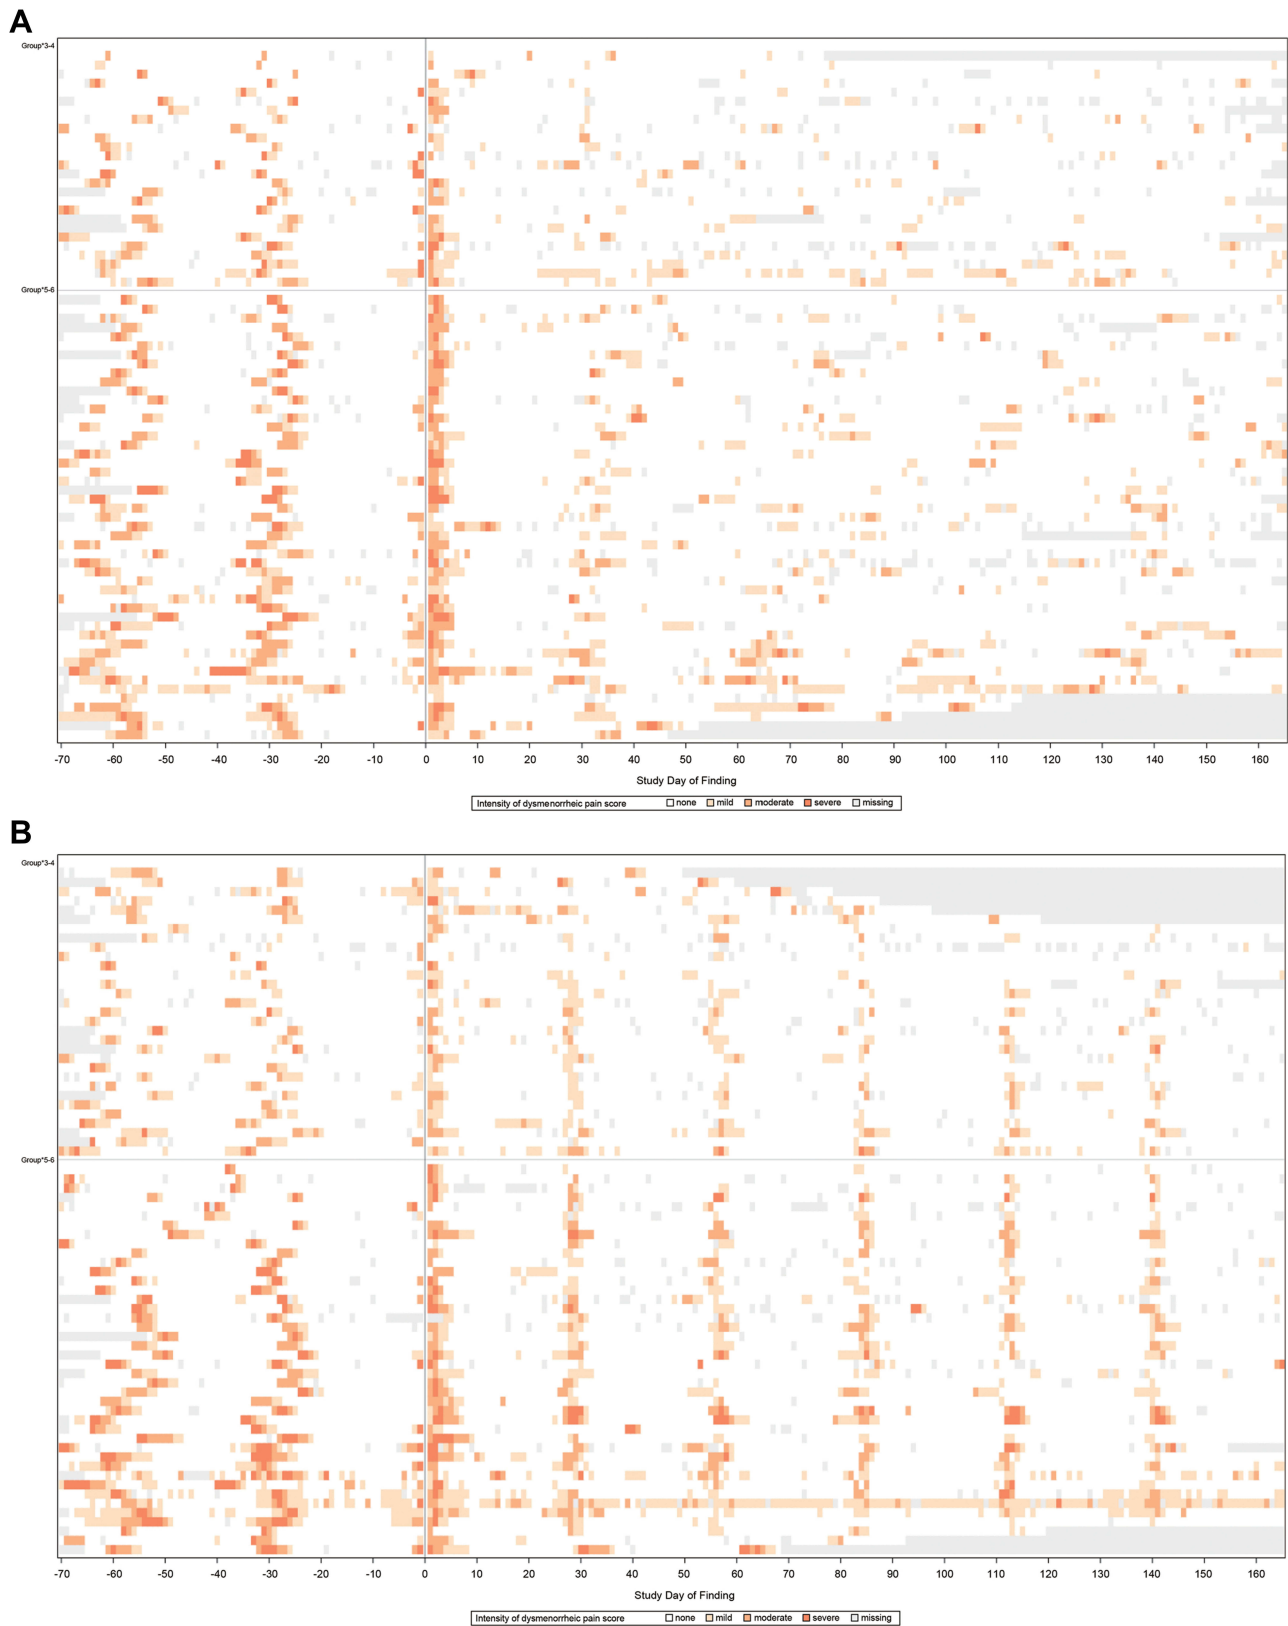 A
Group*3-4
Group*5-6
-70 -60 -50 -40 -30 -20 -10 0 10 20 30 40 50 60 70 80 90 100 110 120 130 140 150 160
Study Day of Finding
Intensity of dysmenorrheic pain score none mild moderate severe missing
B
Group*3-4
Group*5-6
-70 -60 -50 -40 -30 -20 -10 0 10 20 30 40 50 60 70 80 90 100 110 120 130 140 150 160
Study Day of Finding
Intensity of dysmenorrheic pain score none mild moderate severe missing